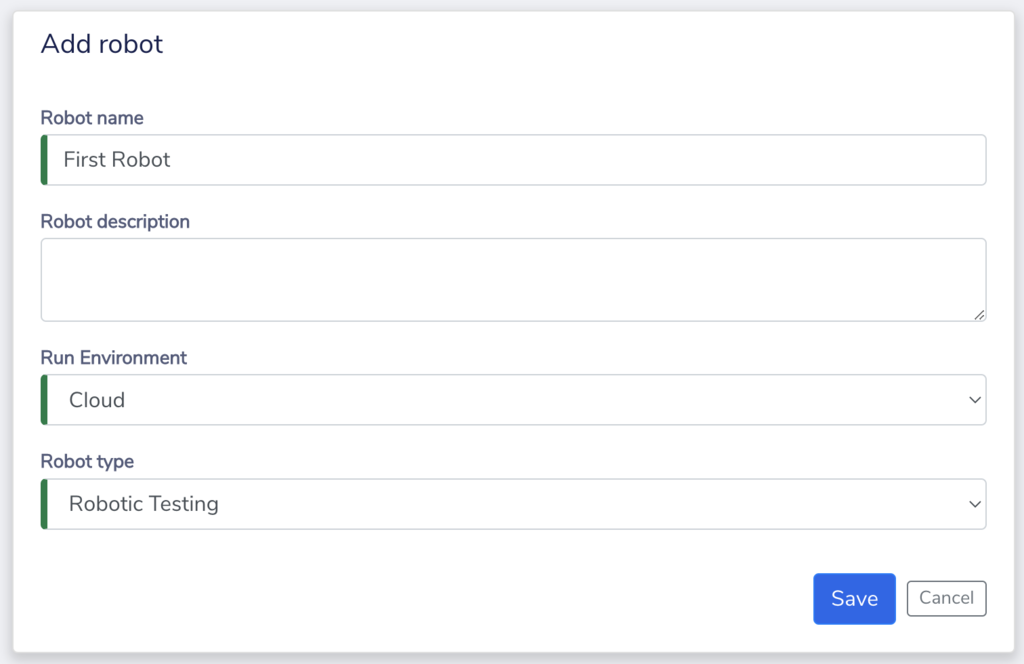 Add robot
Robot name
First Robot
Robot description
Run Environment
Cloud
Robot type
Robotic Testing
Save Cancel